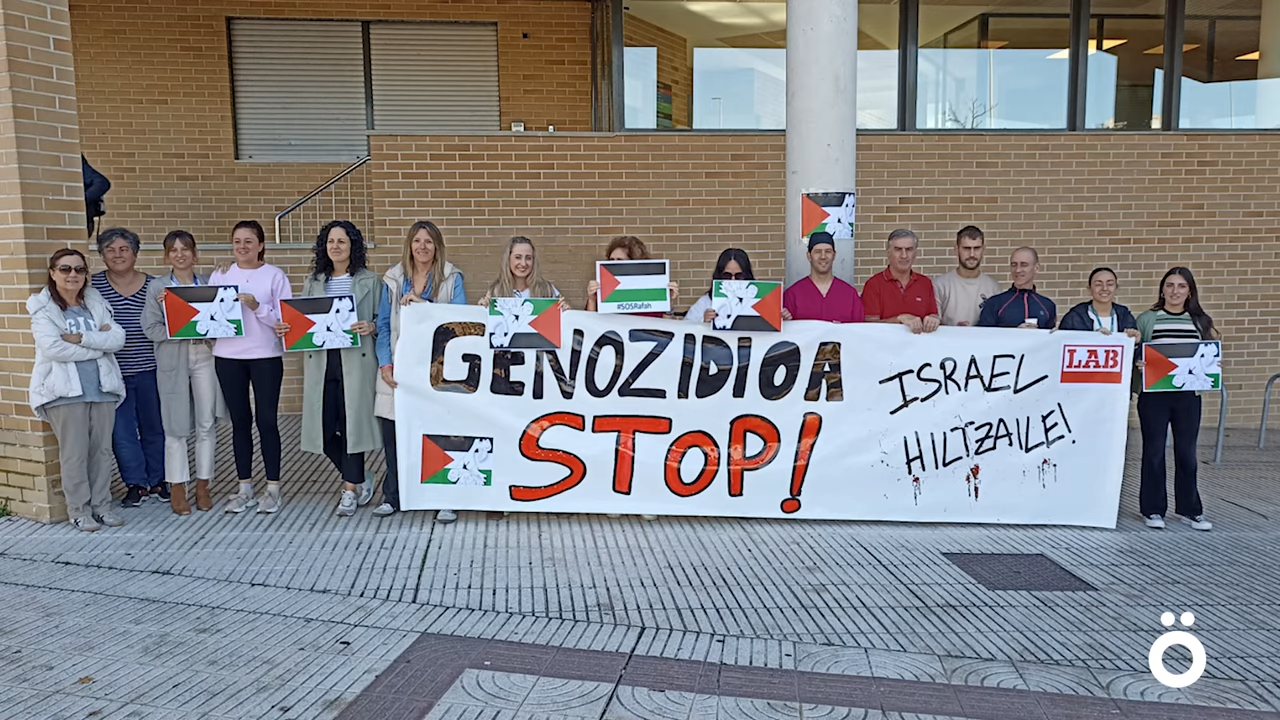 #SOSRafah
GENOZIDIOA
STOP!
ISRAEL
HILTZAILE!
LAB
Ö